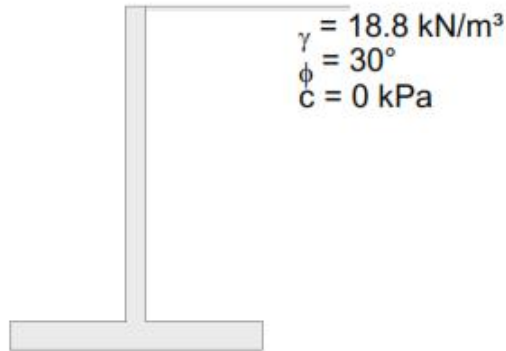 γ = 18.8 kN/m³
ϕ = 30°
c = 0 kPa